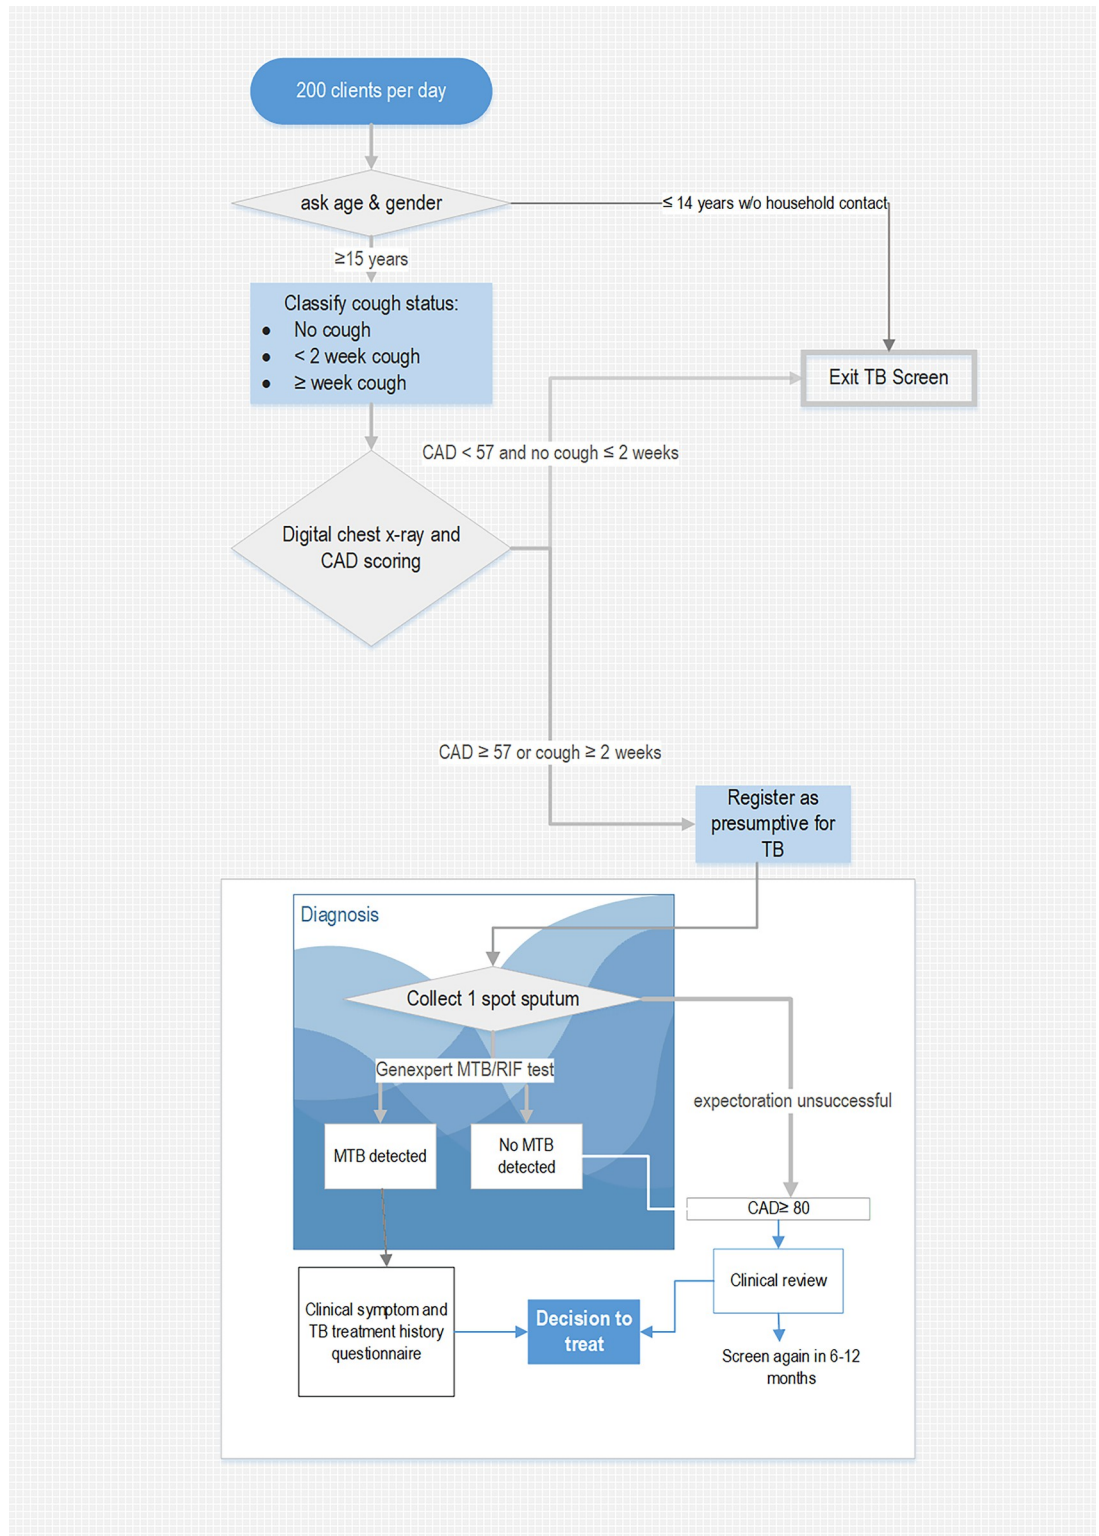 200 clients per day
ask age & gender
≤ 14 years w/o household contact
≥15 years
Classify cough status:
● No cough
● < 2 week cough
● ≥ week cough
Exit TB Screen
CAD < 57 and no cough ≤ 2 weeks
Digital chest x-ray and
CAD scoring
CAD ≥ 57 or cough ≥ 2 weeks
Register as
presumptive for
TB
Diagnosis
Collect 1 spot sputum
Genexpert MTB/RIF test
expectoration unsuccessful
MTB detected
No MTB
detected
CAD≥ 80
Clinical review
Clinical symptom and
TB treatment history
questionnaire
Decision to
treat
Screen again in 6-12
months